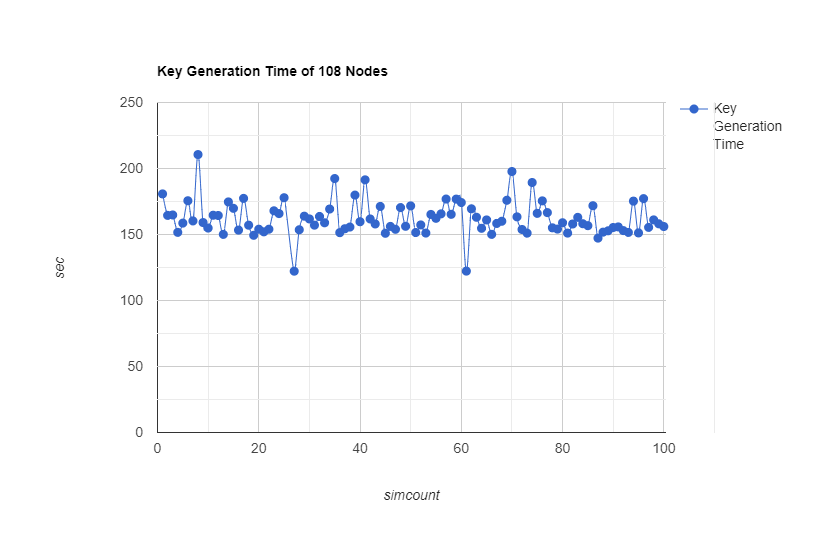 Key Generation Time of 108 Nodes
250
200
150
100
50
0
sec
0 20 40 60 80 100
simcount
Key
Generation
Time